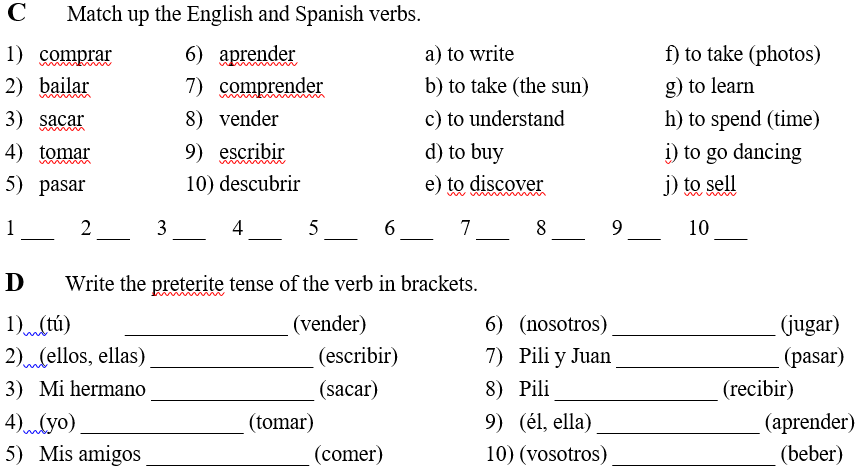 C Match up the English and Spanish verbs.
1) comprar 6) aprender a) to write f) to take (photos)
2) bailar 7) comprender b) to take (the sun) g) to learn
3) sacar 8) vender c) to understand h) to spend (time)
4) tomar 9) escribir d) to buy i) to go dancing
5) pasar 10) descubrir e) to discover j) to sell
1 ___ 2 ___ 3 ___ 4 ___ 5 ___ 6 ___ 7 ___ 8 ___ 9 ___ 10 ___
D Write the preterite tense of the verb in brackets.
1) (tú) _______________ (vender) 6) (nosotros) _______________ (jugar)
2) (ellos, ellas) _______________ (escribir) 7) Pili y Juan _______________ (pasar)
3) Mi hermano _______________ (sacar) 8) Pili _______________ (recibir)
4) (yo) _______________ (tomar) 9) (él, ella) _______________ (aprender)
5) Mis amigos _______________ (comer) 10) (vosotros) _______________ (beber)